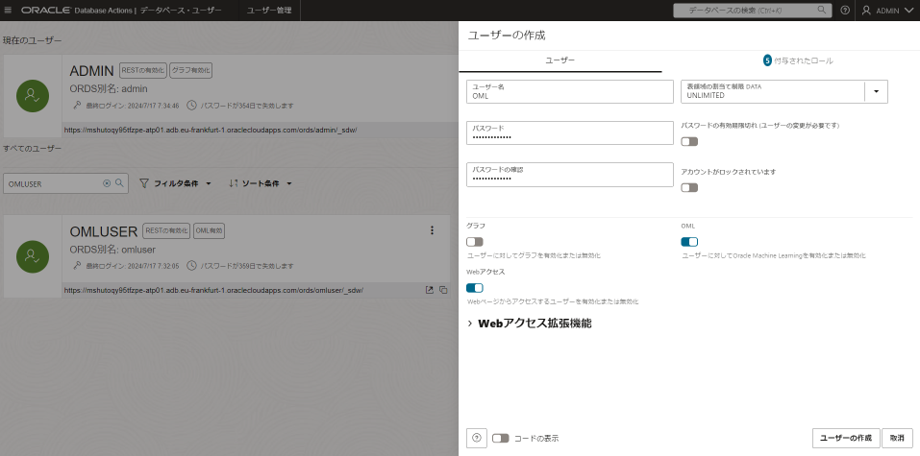 ORACLE Database Actions | データベース・ユーザー ユーザー管理 データベースの検索 (Ctrl+K) ADMIN
現在のユーザー
ADMIN RESTの有効化 グラフ有効化
ORDS別名: admin
最終ログイン 2024/7/17 7:34:46 パスワードが354日で失効します
https://mshutoqy95tfzpe-atp01.adb.eu-frankfurt-1.oraclecloudapps.com/ords/admin/_sdw/
すべてのユーザー
OMLUSER フィルタ条件 ソート条件
OMLUSER RESTの有効化 OML有効
ORDS別名: omluser
最終ログイン 2024/7/17 7:32:05 パスワードが359日で失効します
https://mshutoqy95tfzpe-atp01.adb.eu-frankfurt-1.oraclecloudapps.com/ords/omluser/_sdw/
ユーザーの作成
ユーザー 5 付与されたロール
ユーザー名
OML
表領域の割当て制限 DATA
UNLIMITED
パスワード
•••••••••••••
パスワードの有効期限切れ (ユーザーの変更が必要です)
パスワードの確認
•••••••••••••
アカウントがロックされています
グラフ
ユーザーに対してグラフを有効化または無効化
OML
ユーザーに対してOracle Machine Learningを有効化または無効化
Webアクセス
Webページからアクセスするユーザーを有効化または無効化
Webアクセス拡張機能
コードの表示 ユーザーの作成 取消